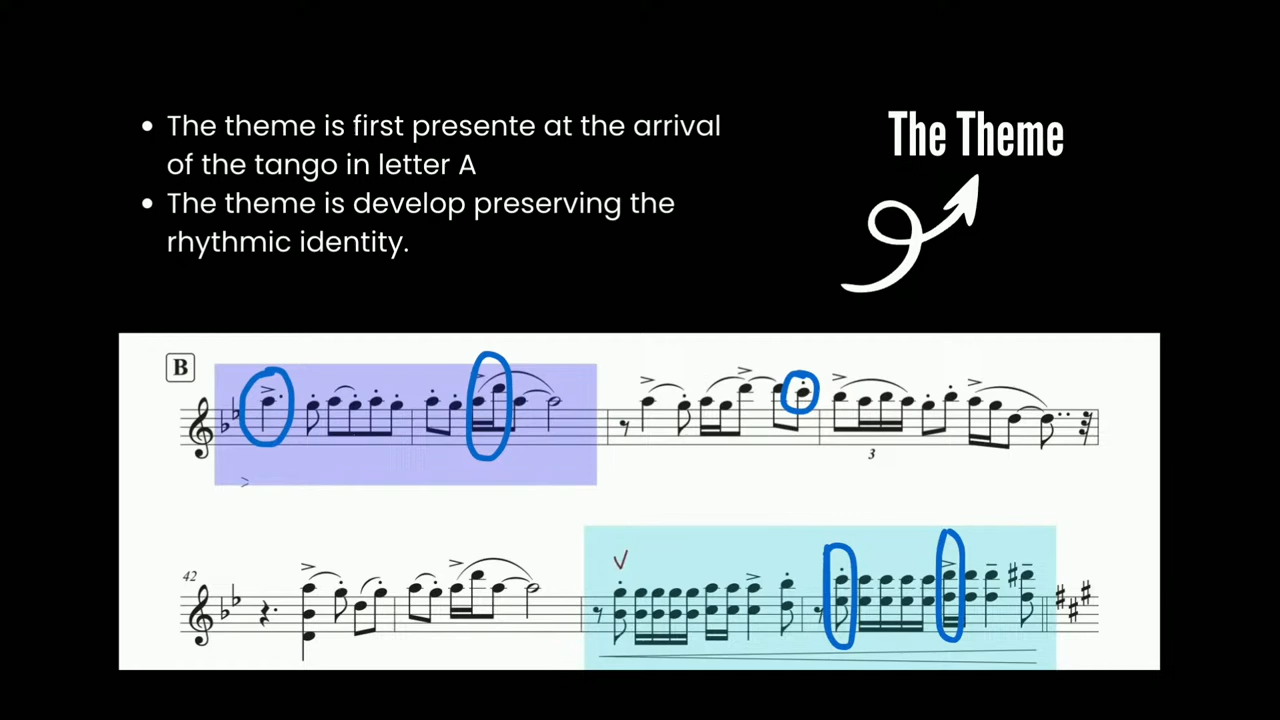 The theme is first presente at the arrival
of the tango in letter A
The theme is develop preserving the
rhythmic identity.
The Theme
B
3
42